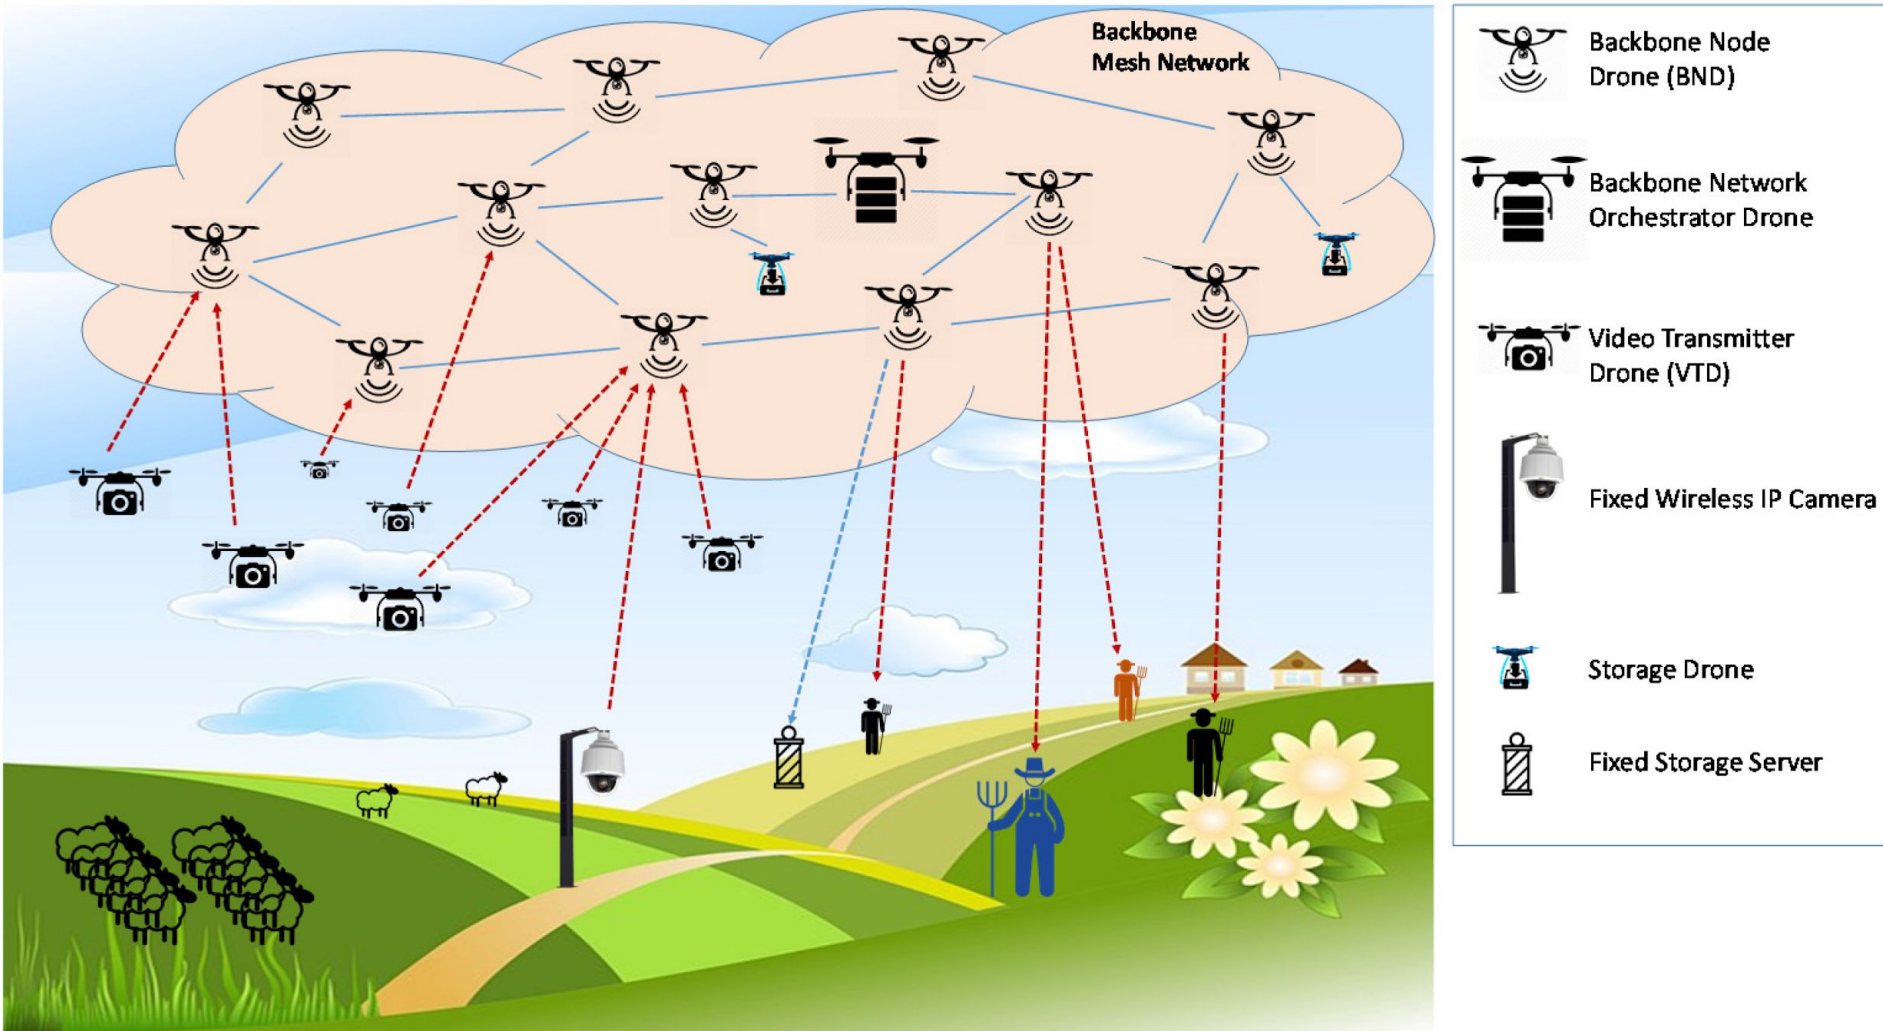 Backbone
Mesh Network
Backbone Node
Drone (BND)
Backbone Network
Orchestrator Drone
Video Transmitter
Drone (VTD)
Fixed Wireless IP Camera
Storage Drone
Fixed Storage Server